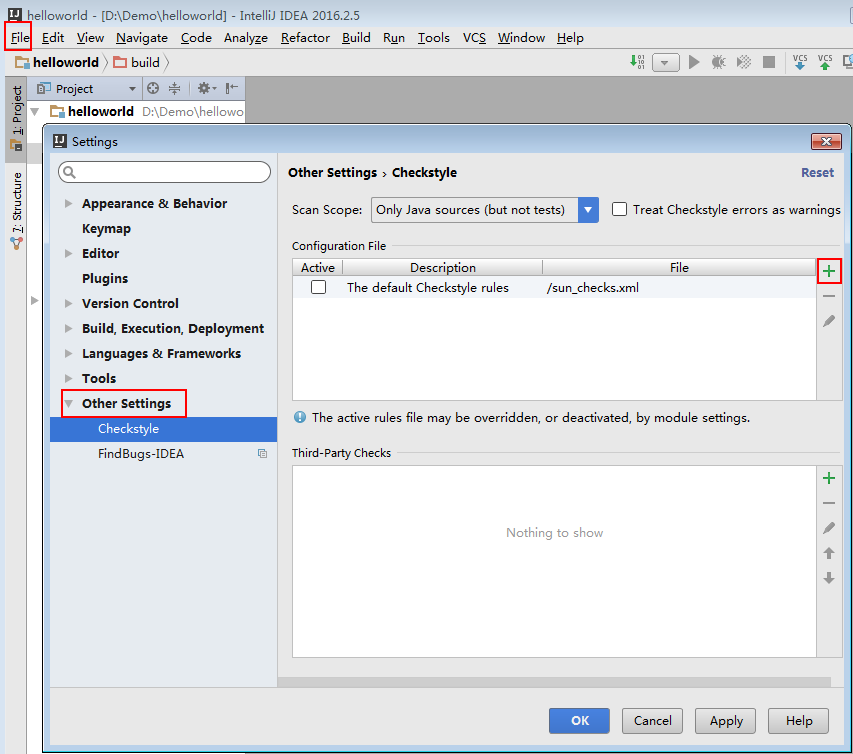 helloworld - [D:\Demo\helloworld] - IntelliJ IDEA 2016.2.5
File Edit View Navigate Code Analyze Refactor Build Run Tools VCS Window Help
helloworld build
VCS VCS
1: Project
Project
helloworld D:\Demo\hellowo
7: Structure
Settings
Appearance & Behavior
Keymap
Editor
Plugins
Version Control
Build, Execution, Deployment
Languages & Frameworks
Tools
Other Settings
Checkstyle
FindBugs-IDEA
Other Settings › Checkstyle Reset
Scan Scope: Only Java sources (but not tests) Treat Checkstyle errors as warnings
Configuration File
Active Description File
The default Checkstyle rules /sun_checks.xml
The active rules file may be overridden, or deactivated, by module settings.
Third-Party Checks
Nothing to show
OK Cancel Apply Help